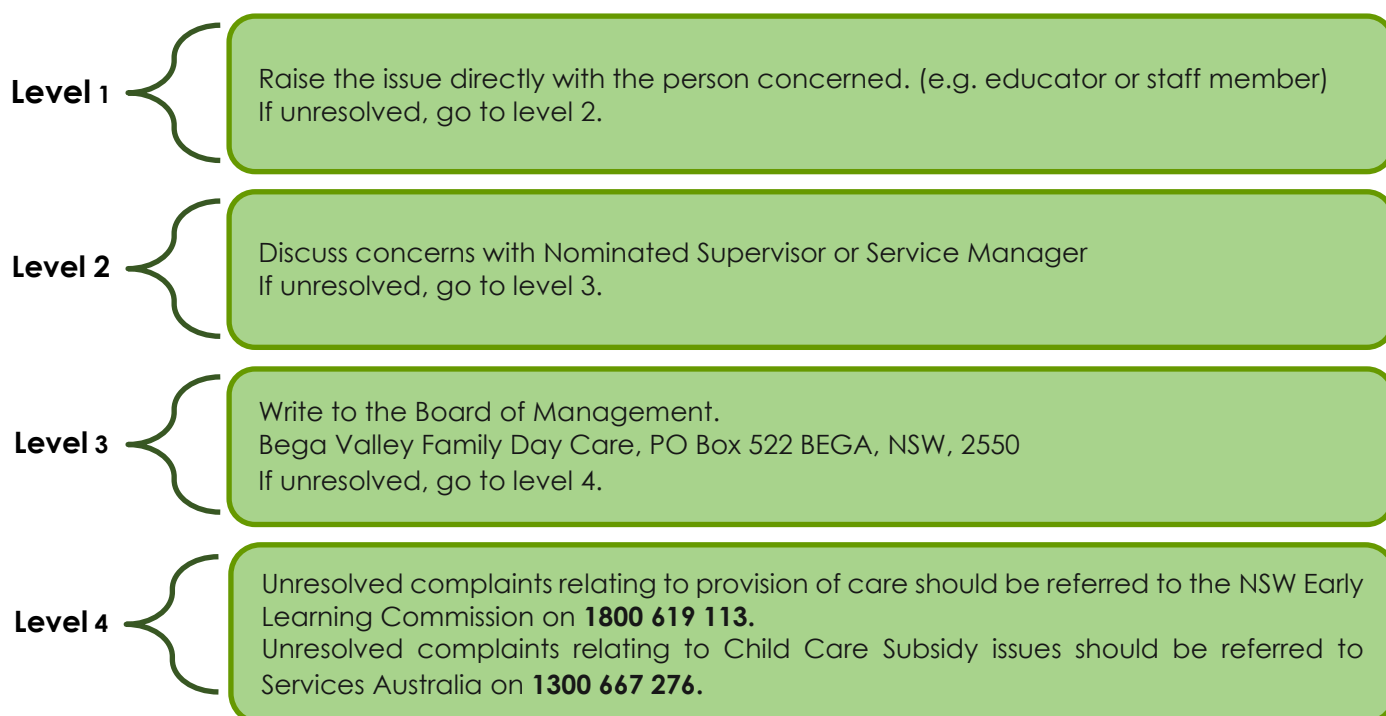 Level 1
Raise the issue directly with the person concerned. (e.g. educator or staff member)
If unresolved, go to level 2.
Level 2
Discuss concerns with Nominated Supervisor or Service Manager
If unresolved, go to level 3.
Level 3
Write to the Board of Management.
Bega Valley Family Day Care, PO Box 522 BEGA, NSW, 2550
If unresolved, go to level 4.
Level 4
Unresolved complaints relating to provision of care should be referred to the NSW Early
Learning Commission on 1800 619 113.
Unresolved complaints relating to Child Care Subsidy issues should be referred to
Services Australia on 1300 667 276.